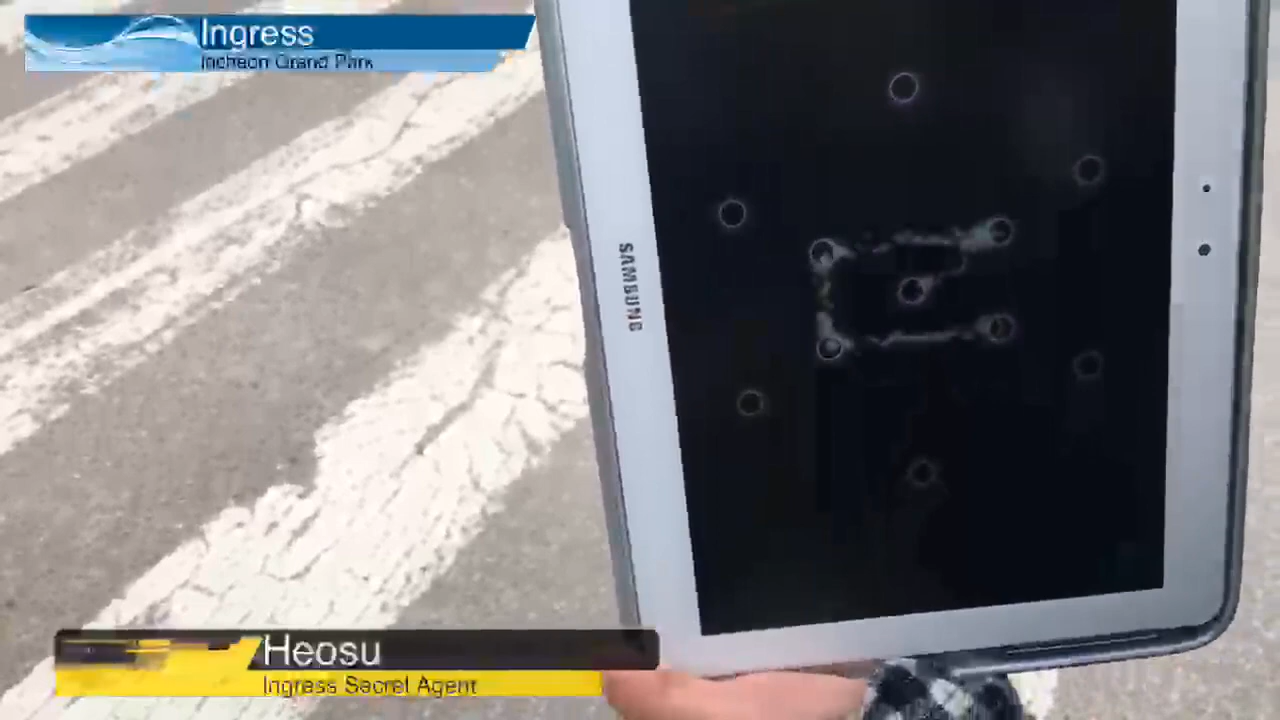 Ingress
Incheon Grand Park
SAMSUNG
Heosu
Ingress Secret Agent